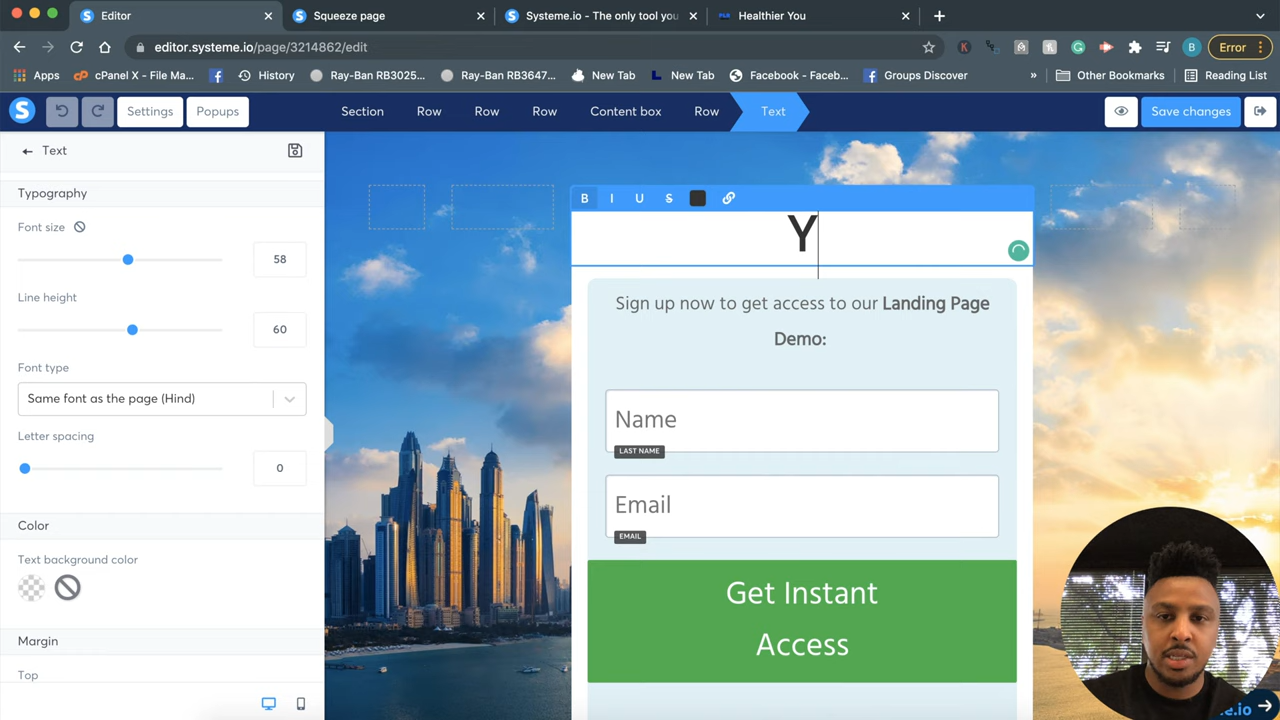 Editor
Squeeze page
Systeme.io - The only tool you
Healthier You
editor.systeme.io/page/3214862/edit
B
Error
Apps
cPanel X - File Ma...
History
Ray-Ban RB3025...
Ray-Ban RB3647...
New Tab
New Tab
Facebook - Faceb...
Groups Discover
»
Other Bookmarks
Reading List
S
Settings
Popups
Section
Row
Row
Row
Content box
Row
Text
Save changes
Text
Typography
Font size
58
Line height
60
Font type
Same font as the page (Hind)
Letter spacing
0
Color
Text background color
Margin
Top
B I U S
Y
Sign up now to get access to our Landing Page
Demo:
Name
LAST NAME
Email
EMAIL
Get Instant
Access
e.io